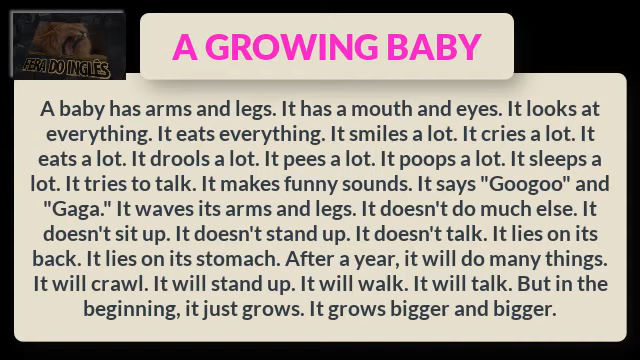 FERA DO INGLÊS
A GROWING BABY
A baby has arms and legs. It has a mouth and eyes. It looks at
everything. It eats everything. It smiles a lot. It cries a lot. It
eats a lot. It drools a lot. It pees a lot. It poops a lot. It sleeps a
lot. It tries to talk. It makes funny sounds. It says "Googoo" and
"Gaga." It waves its arms and legs. It doesn't do much else. It
doesn't sit up. It doesn't stand up. It doesn't talk. It lies on its
back. It lies on its stomach. After a year, it will do many things.
It will crawl. It will stand up. It will walk. It will talk. But in the
beginning, it just grows. It grows bigger and bigger.